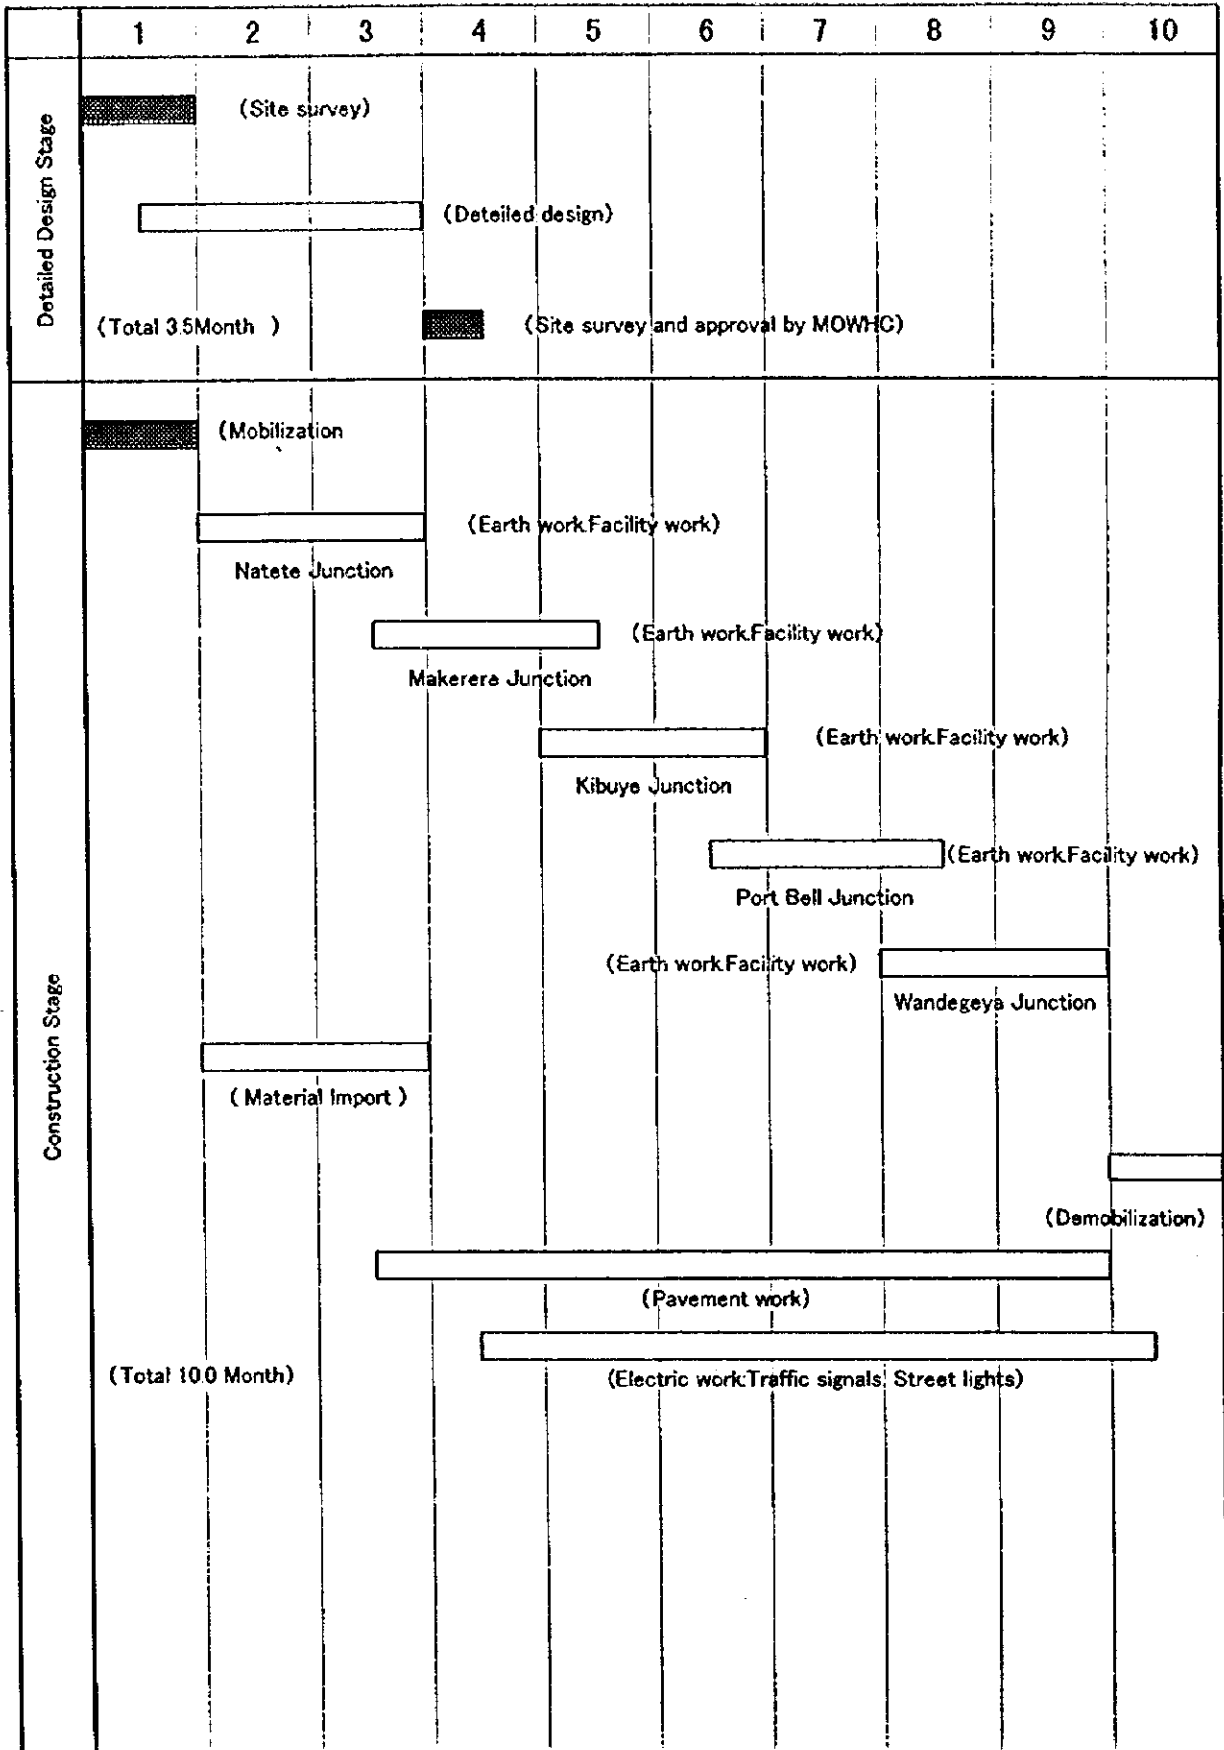 1 2 3 4 5 6 7 8 9 10
Detailed Design Stage
(Site survey)
(Deteiled design)
(Total 3.5Month )
(Site survey and approval by MOWHC)
Construction Stage
(Mobilization
(Earth work.Facility work)
Natete Junction
(Earth work.Facility work)
Makerere Junction
(Earth work.Facility work)
Kibuye Junction
(Earth work.Facility work)
Port Bell Junction
(Earth work.Facility work)
Wandegeya Junction
( Material Import )
(Demobilization)
(Pavement work)
(Total 10.0 Month)
(Electric work:Traffic signals, Street lights)